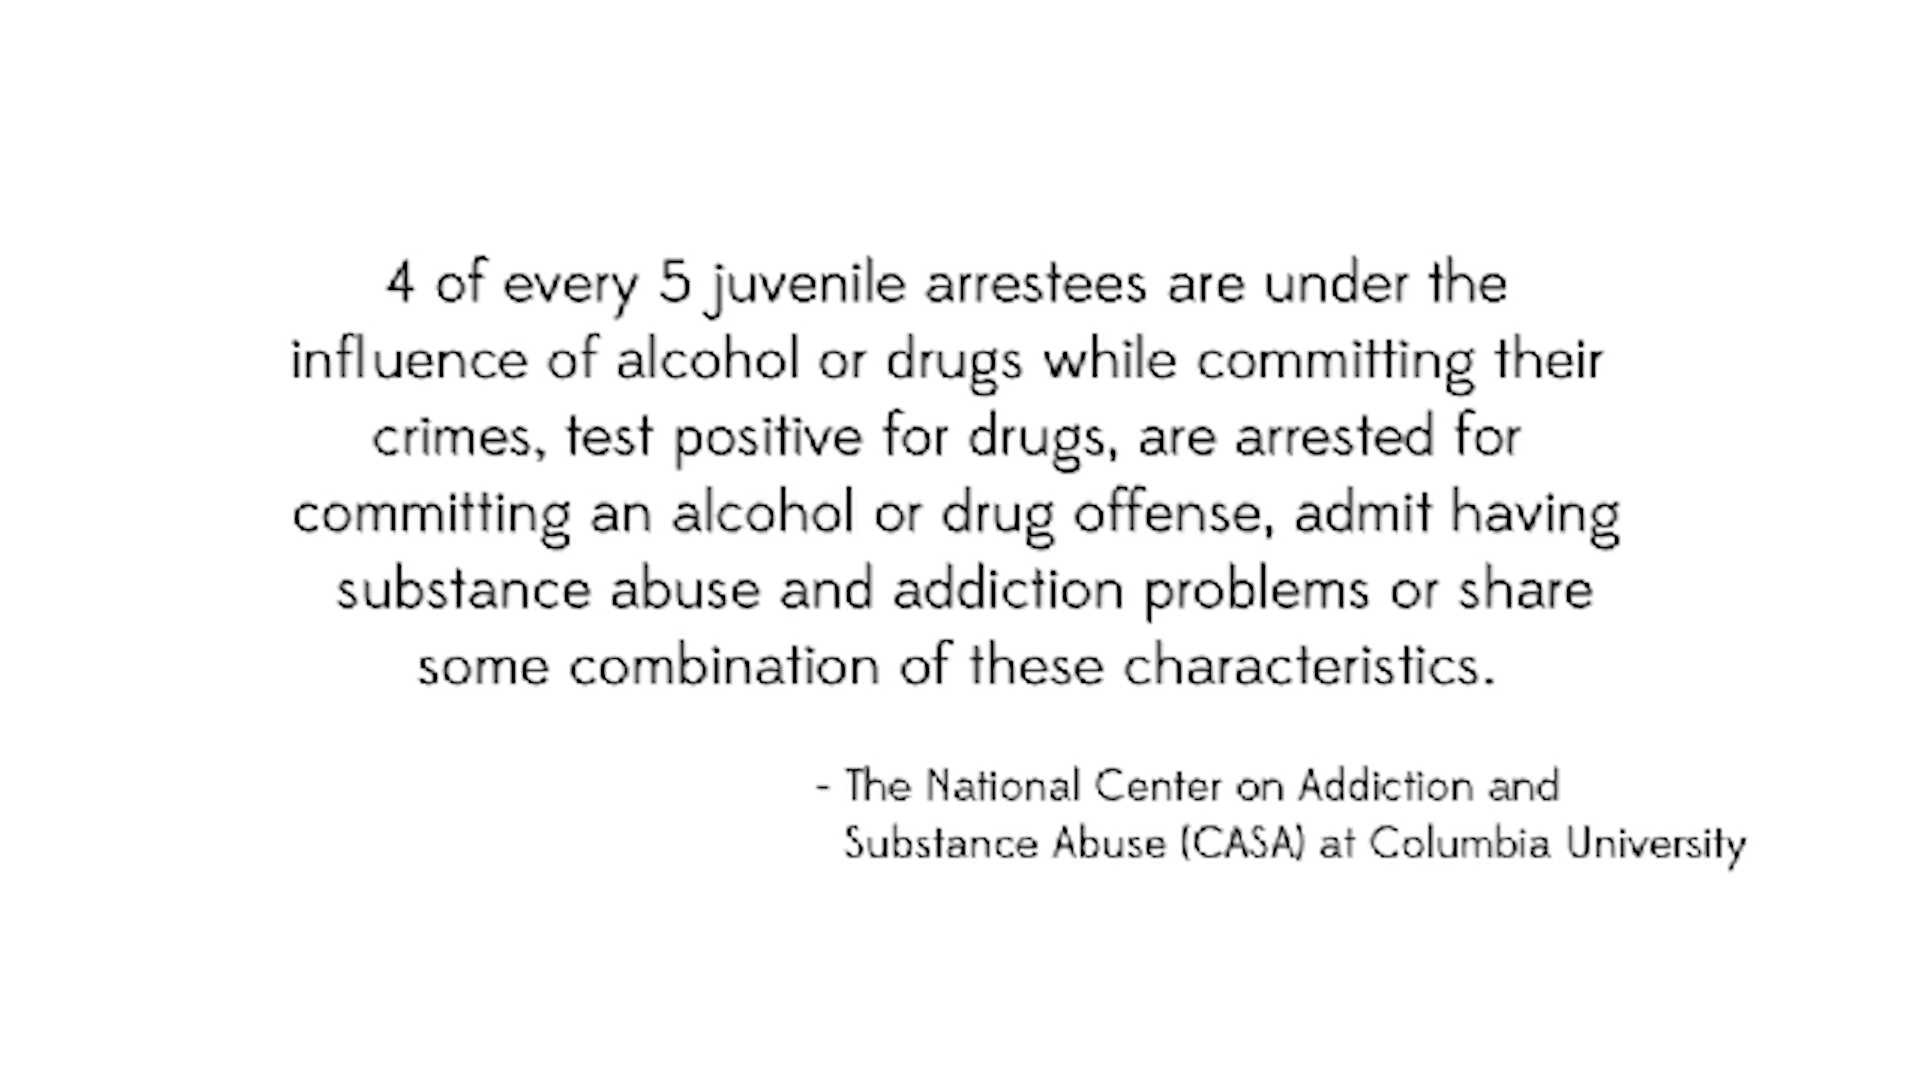 4 of every 5 juvenile arrestees are under the
influence of alcohol or drugs while committing their
crimes, test positive for drugs, are arrested for
committing an alcohol or drug offense, admit having
substance abuse and addiction problems or share
some combination of these characteristics.
- The National Center on Addiction and
Substance Abuse (CASA) at Columbia University